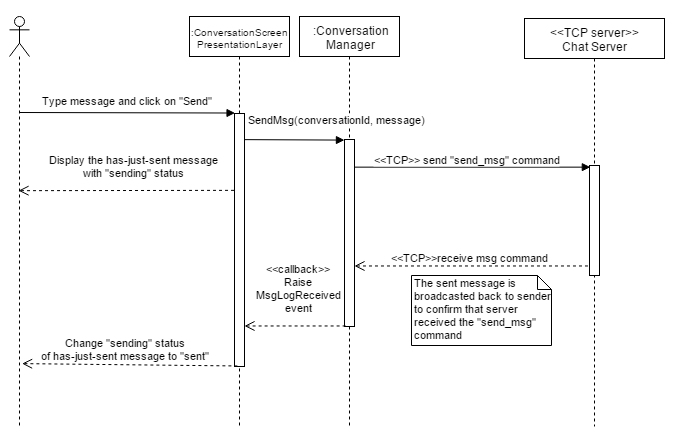 :ConversationScreen
PresentationLayer
:Conversation
Manager
<<TCP server>>
Chat Server
Type message and click on "Send"
SendMsg(conversationId, message)
Display the has-just-sent message
with "sending" status
<<TCP>> send "send_msg" command
<<TCP>>receive msg command
<<callback>>
Raise
MsgLogReceived
event
The sent message is
broadcasted back to sender
to confirm that server
received the "send_msg"
command
Change "sending" status
of has-just-sent message to "sent"